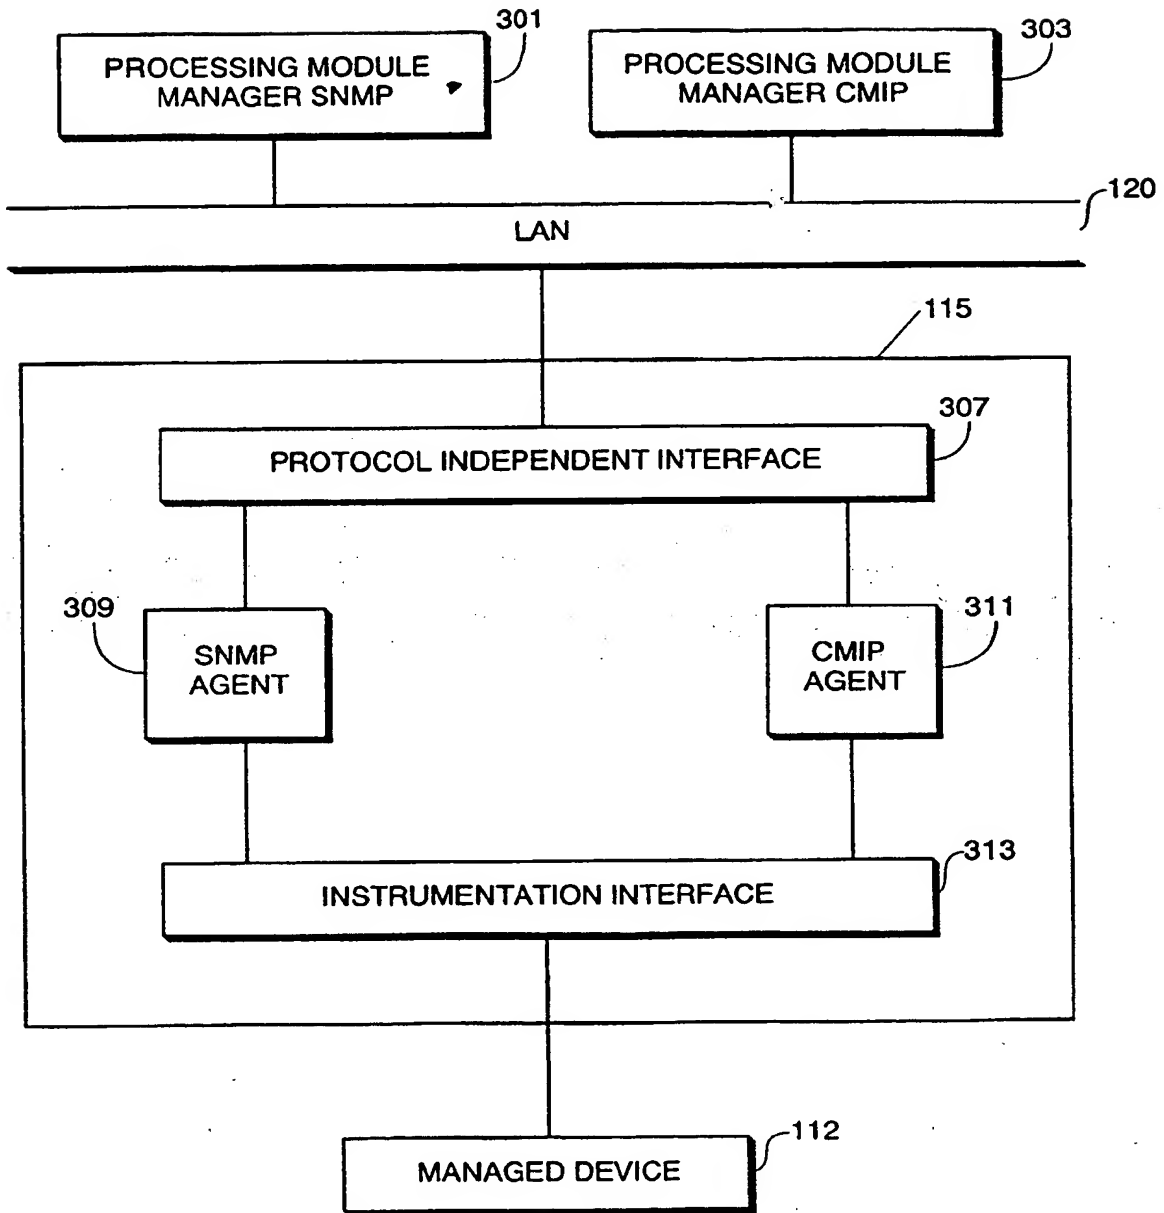 301
PROCESSING MODULE
MANAGER SNMP
303
PROCESSING MODULE
MANAGER CMIP
120
LAN
115
307
PROTOCOL INDEPENDENT INTERFACE
309
SNMP
AGENT
311
CMIP
AGENT
313
INSTRUMENTATION INTERFACE
112
MANAGED DEVICE